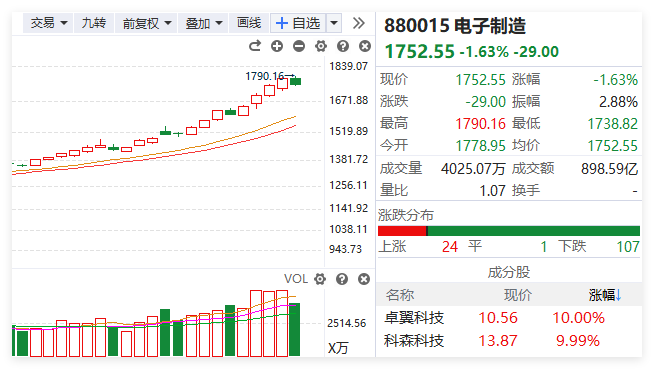 交易 九转 前复权 叠加 画线 +自选
1790.16
1839.07
1671.88
1519.89
1381.72
1256.11
1141.92
1038.11
943.73
VOL
2514.56
X万
880015 电子制造
1752.55 -1.63% -29.00
现价 1752.55 涨幅 -1.63%
涨跌 -29.00 振幅 2.88%
最高 1790.16 最低 1738.82
今开 1778.95 均价 1752.55
成交量 4025.07万 成交额 898.59亿
量比 1.07 换手 -
涨跌分布
上涨 24 平 1 下跌 107
成分股
名称 现价 涨幅↓
卓翼科技 10.56 10.00%
科森科技 13.87 9.99%